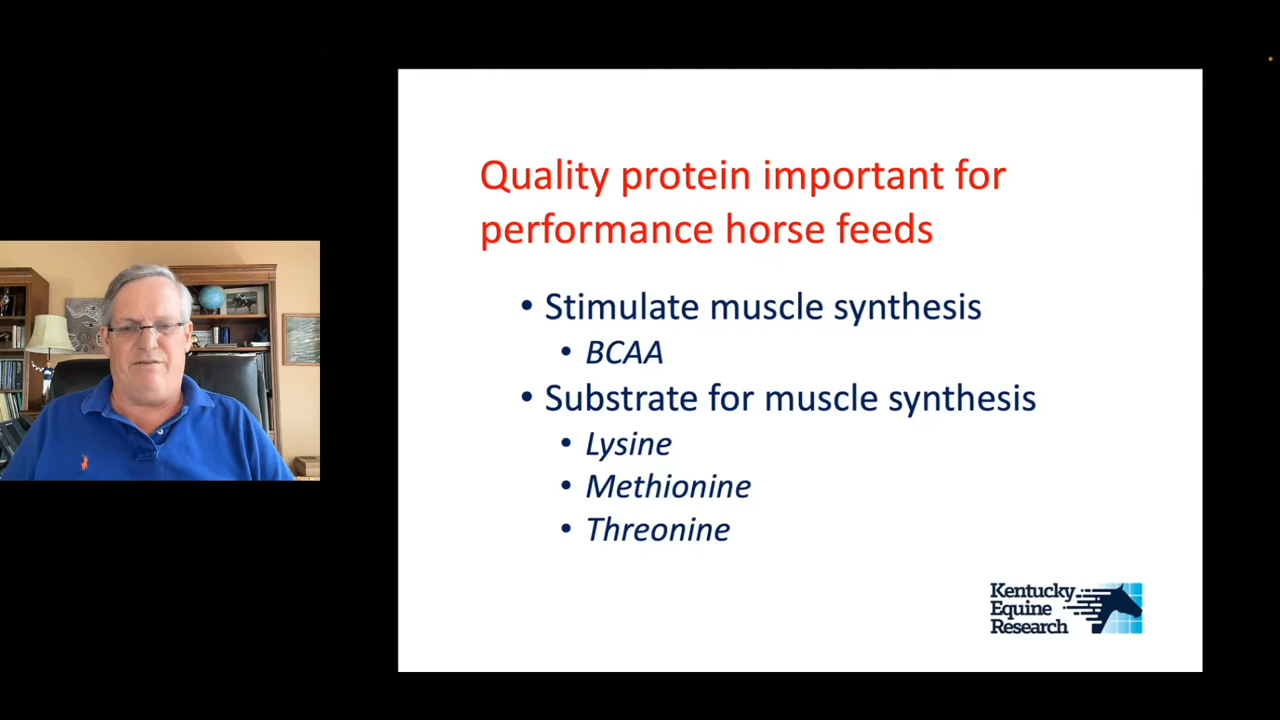 Quality protein important for
performance horse feeds
• Stimulate muscle synthesis
• BCAA
• Substrate for muscle synthesis
• Lysine
• Methionine
• Threonine
Kentucky
Equine
Research